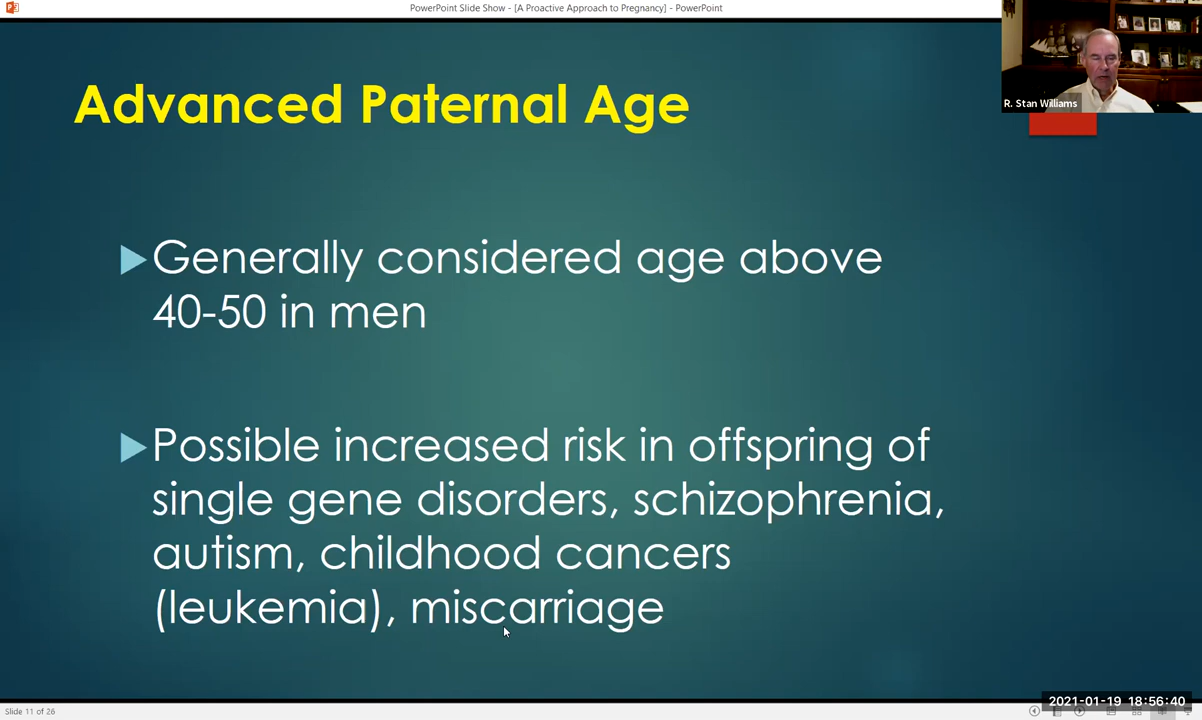 PowerPoint Slide Show - [A Proactive Approach to Pregnancy] - PowerPoint
R. Stan Williams
Advanced Paternal Age
Generally considered age above
40-50 in men
Possible increased risk in offspring of
single gene disorders, schizophrenia,
autism, childhood cancers
(leukemia), miscarriage
2021-01-19 18:56:40
Slide 11 of 26